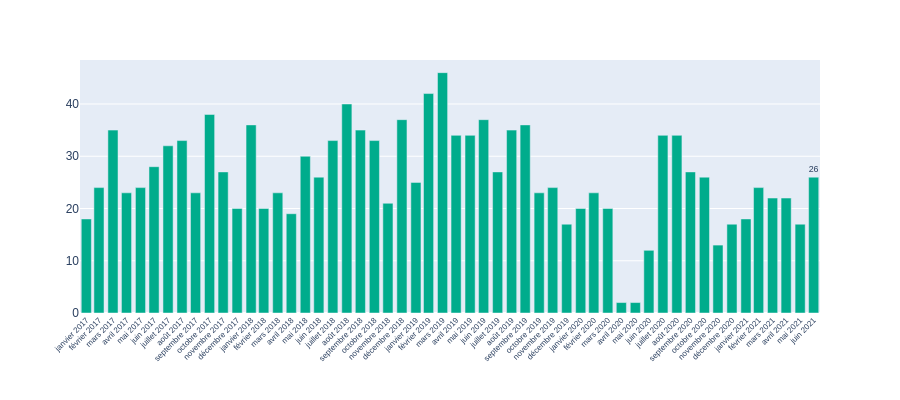 40
30
20
10
0
26
janvier 2017
février 2017
mars 2017
avril 2017
mai 2017
juin 2017
juillet 2017
août 2017
septembre 2017
octobre 2017
novembre 2017
décembre 2017
janvier 2018
février 2018
mars 2018
avril 2018
mai 2018
juin 2018
juillet 2018
août 2018
septembre 2018
octobre 2018
novembre 2018
décembre 2018
janvier 2019
février 2019
mars 2019
avril 2019
mai 2019
juin 2019
juillet 2019
août 2019
septembre 2019
octobre 2019
novembre 2019
décembre 2019
janvier 2020
février 2020
mars 2020
avril 2020
mai 2020
juin 2020
juillet 2020
août 2020
septembre 2020
octobre 2020
novembre 2020
décembre 2020
janvier 2021
février 2021
mars 2021
avril 2021
mai 2021
juin 2021